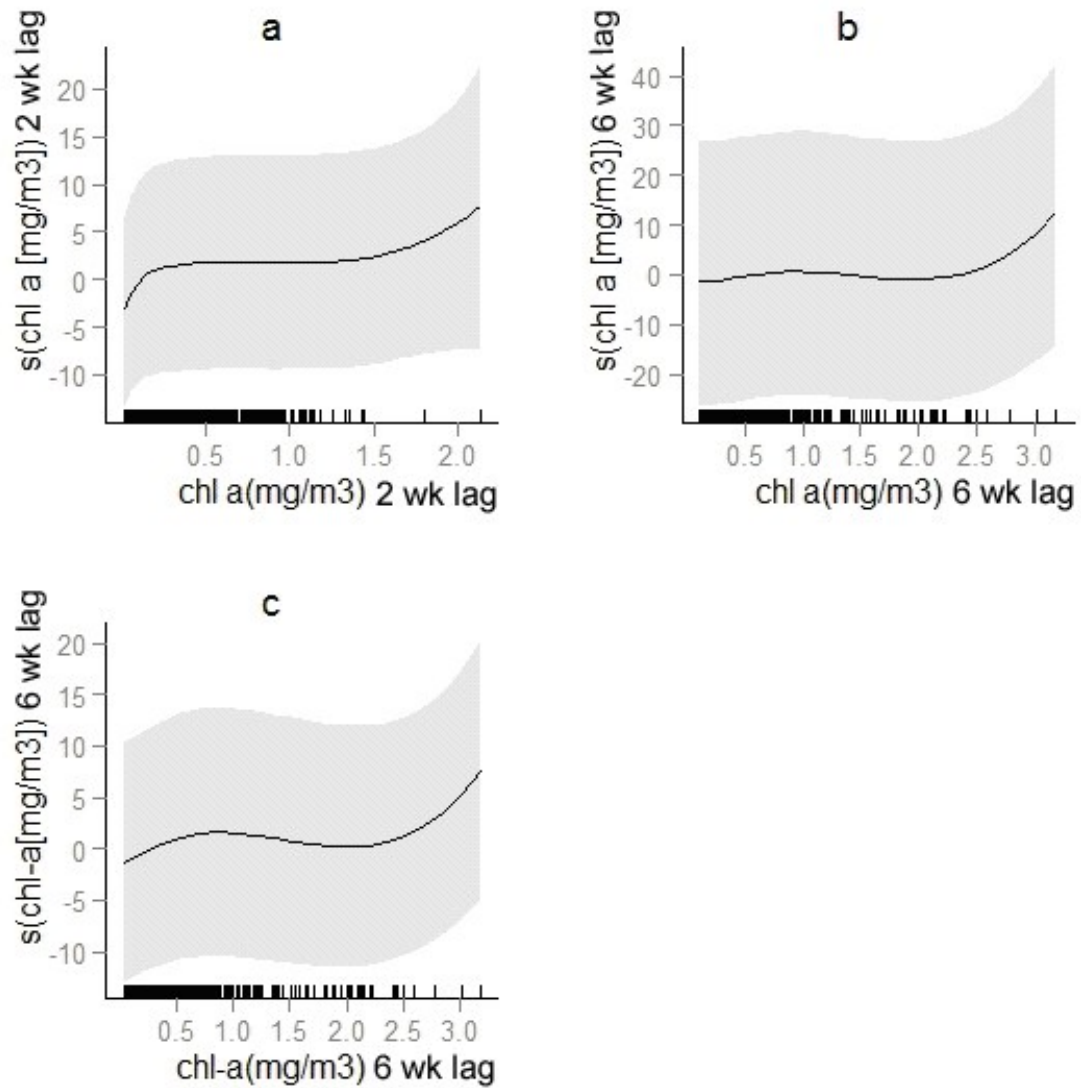 a
s(chl a [mg/m3]) 2 wk lag
20
15
10
5
0
-5
-10
0.5 1.0 1.5 2.0
chl a(mg/m3) 2 wk lag
b
s(chl a [mg/m3]) 6 wk lag
40
30
20
10
0
-10
-20
0.5 1.0 1.5 2.0 2.5 3.0
chl a(mg/m3) 6 wk lag
c
s(chl-a[mg/m3]) 6 wk lag
20
15
10
5
0
-5
-10
0.5 1.0 1.5 2.0 2.5 3.0
chl-a(mg/m3) 6 wk lag